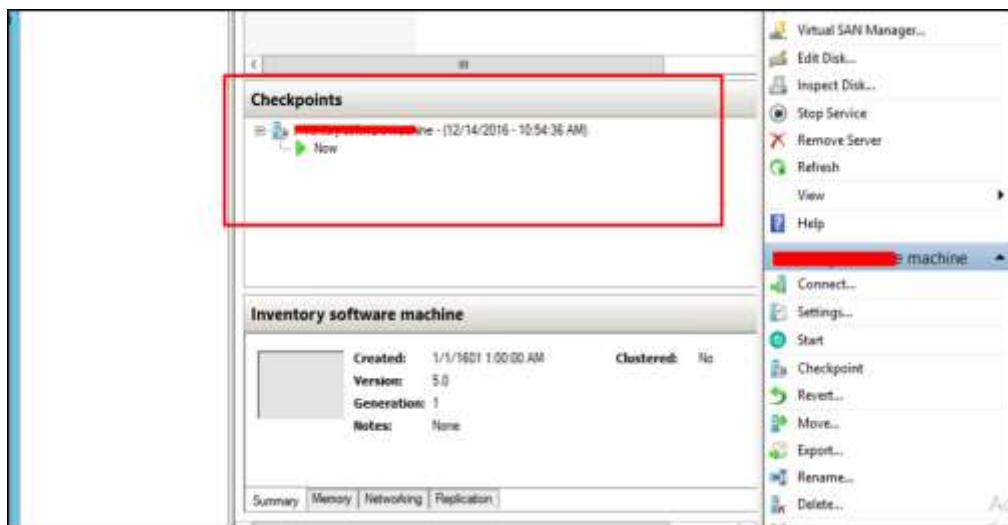 Checkpoints
ne - (12/14/2016 - 10:54:36 AM)
Now
Inventory software machine
Created: 1/1/1601 1:00:00 AM Clustered: No
Version: 5.0
Generation: 1
Notes: None
Summary Memory Networking Replication
Virtual SAN Manager...
Edit Disk...
Inspect Disk...
Stop Service
Remove Server
Refresh
View
Help
e machine
Connect...
Settings...
Start
Checkpoint
Revert...
Move...
Export...
Rename...
Delete...